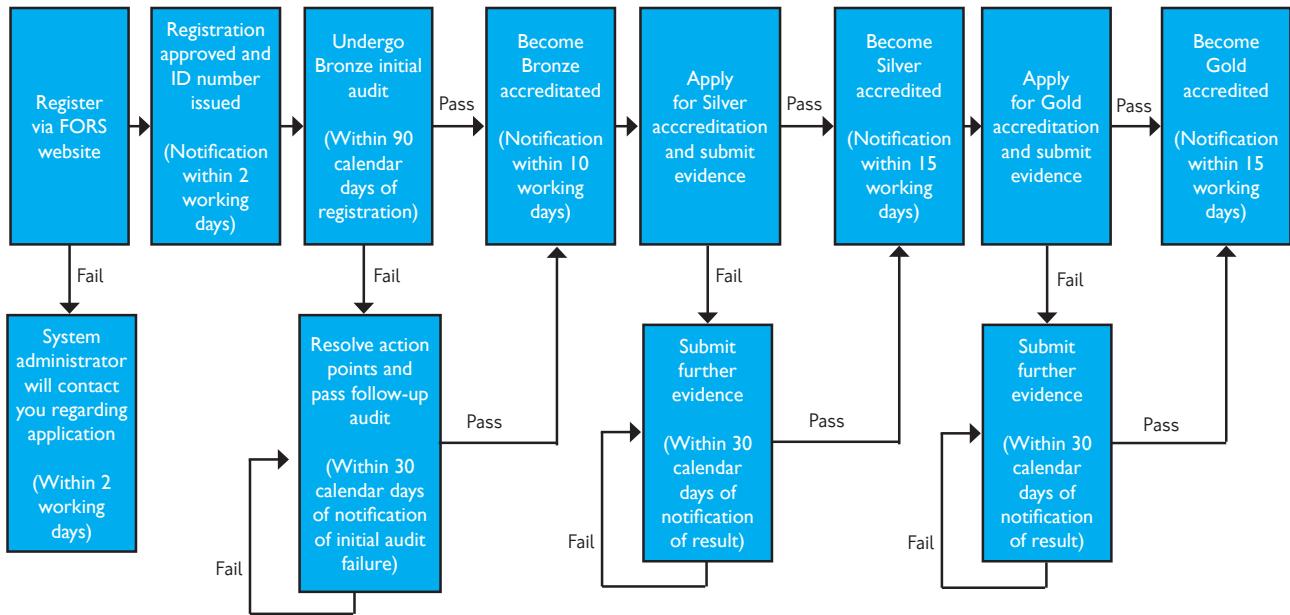 Register
via FORS
website
Registration
approved and
ID number
issued
(Notification
within 2
working
days)
Undergo
Bronze initial
audit
(Within 90
calendar
days of
registration)
Pass
Become
Bronze
accreditated
(Notification
within 10
working
days)
Apply
for Silver
acccreditation
and submit
evidence
Pass
Become
Silver
accredited
(Notification
within 15
working
days)
Apply
for Gold
accreditation
and submit
evidence
Pass
Become
Gold
accredited
(Notification
within 15
working
days)
Fail
Fail
Fail
Fail
System
administrator
will contact
you regarding
application
(Within 2
working
days)
Resolve action
points and
pass follow-up
audit
(Within 30
calendar days
of notification
of initial audit
failure)
Pass
Fail
Submit
further
evidence
(Within 30
calendar
days of
notification
of result)
Pass
Fail
Submit
further
evidence
(Within 30
calendar
days of
notification
of result)
Pass
Fail